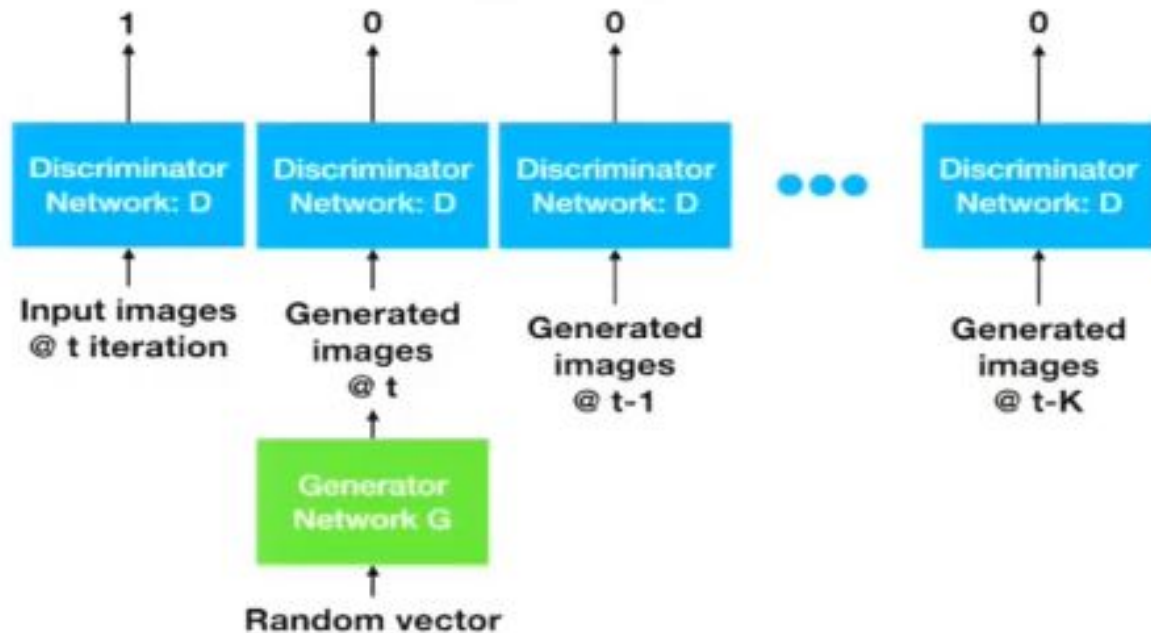 1
0
0
0
Discriminator
Network: D
Discriminator
Network: D
Discriminator
Network: D
Discriminator
Network: D
Input images
@ t iteration
Generated
images
@ t
Generated
images
@ t-1
Generated
images
@ t-K
Generator
Network G
Random vector